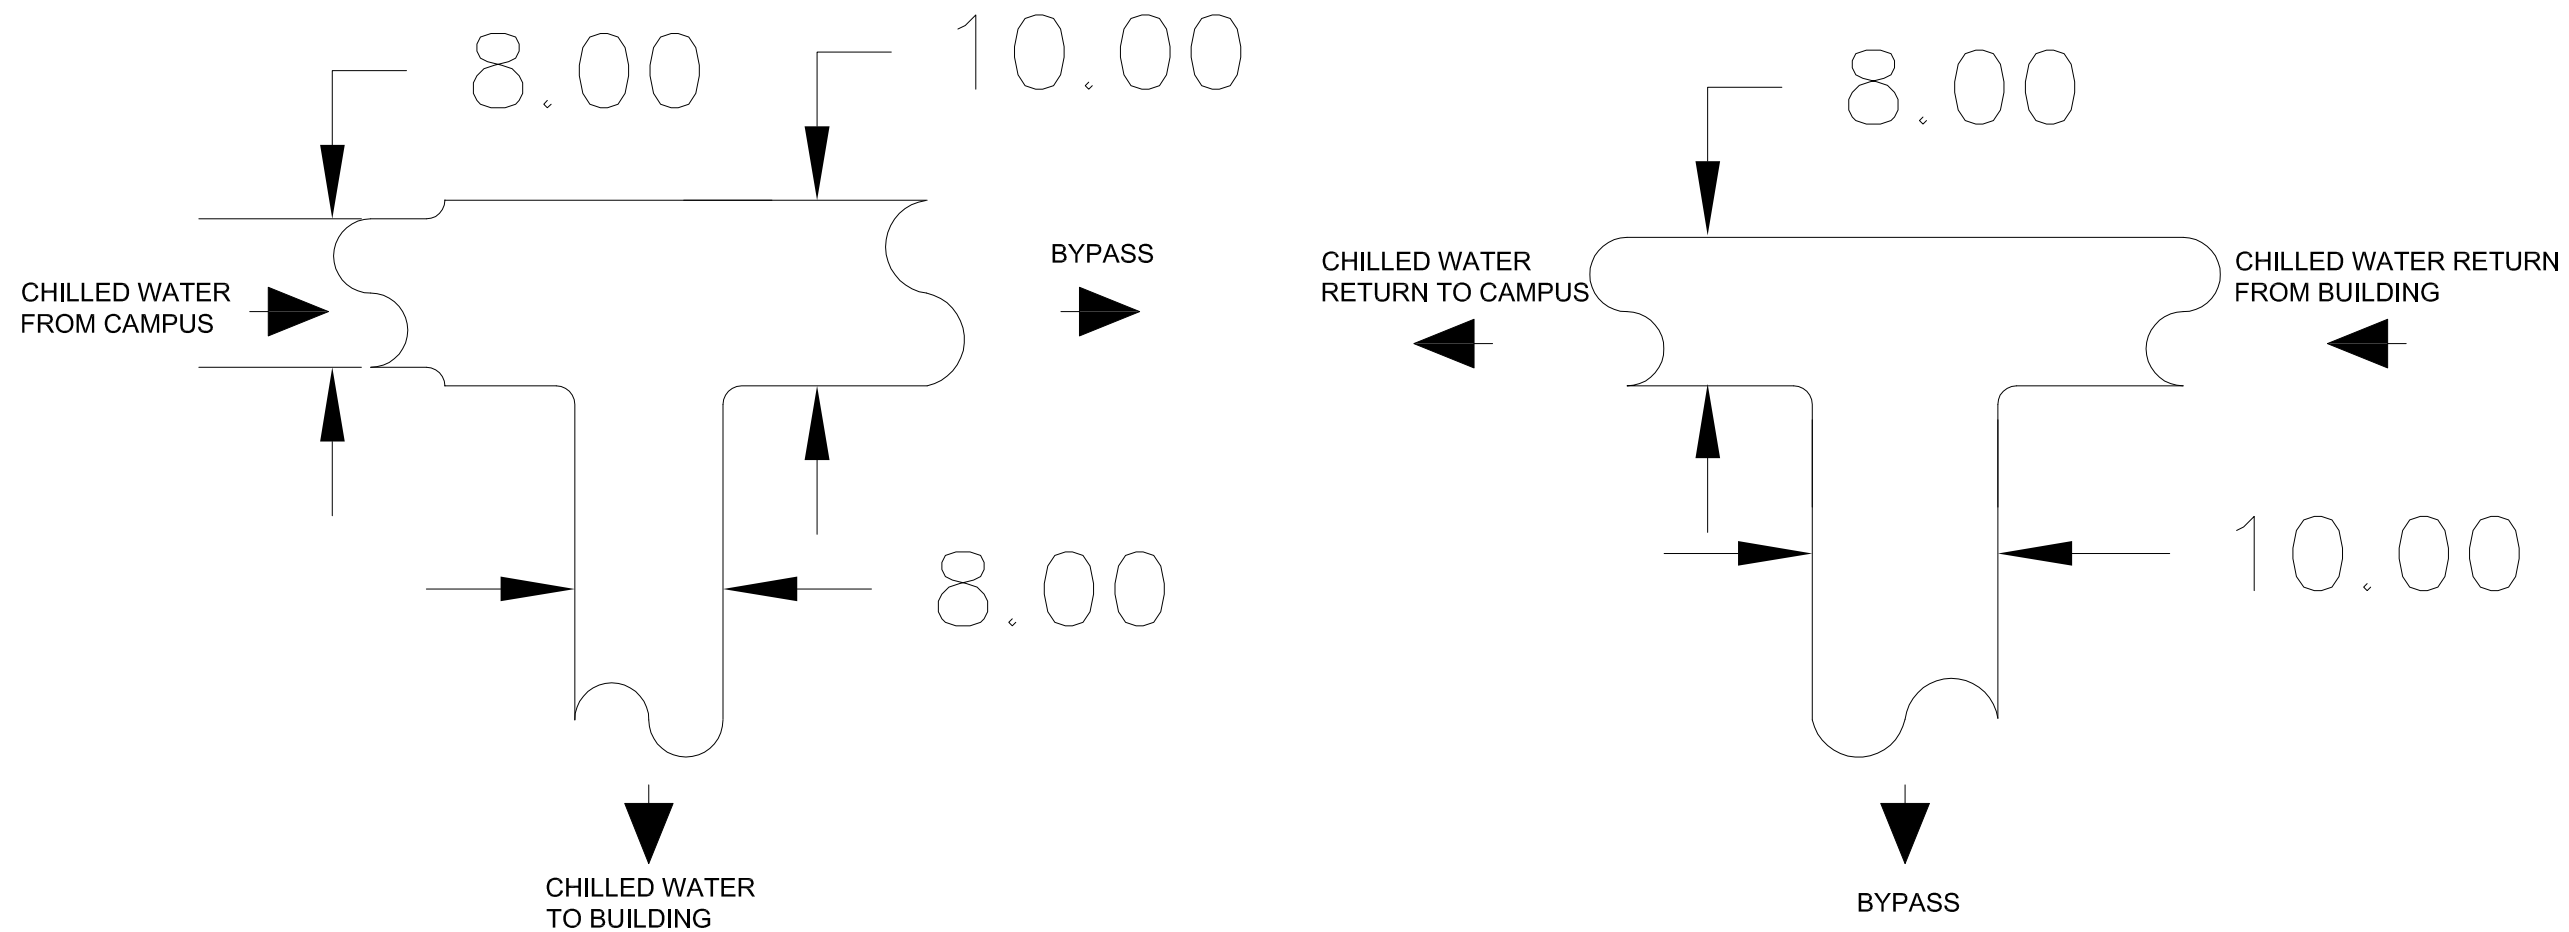 8.00
10.00
8.00
BYPASS
CHILLED WATER
FROM CAMPUS
CHILLED WATER
RETURN TO CAMPUS
CHILLED WATER RETURN
FROM BUILDING
8.00
10.00
CHILLED WATER
TO BUILDING
BYPASS